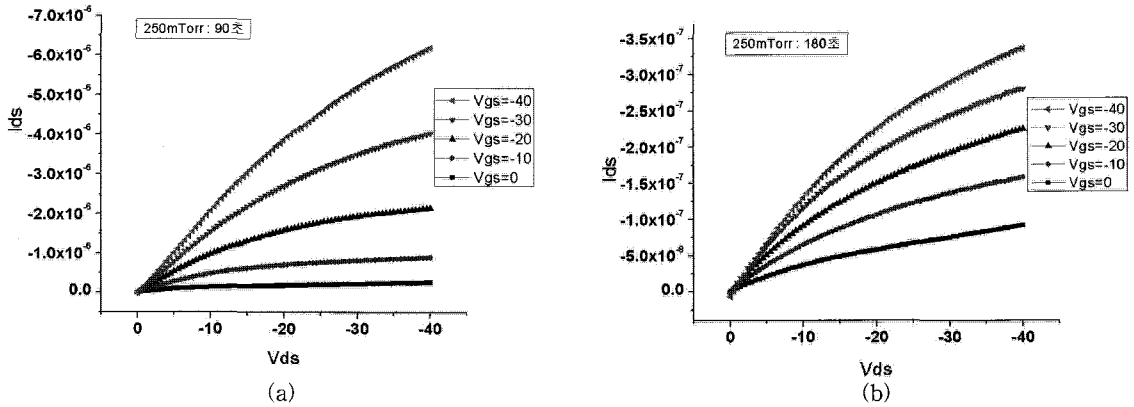 250mTorr : 90초
-7.0x10-6
-6.0x10-6
-5.0x10-6
-4.0x10-6
-3.0x10-6
-2.0x10-6
-1.0x10-6
0.0
Ids
Vgs=-40
Vgs=-30
Vgs=-20
Vgs=-10
Vgs=0
0 -10 -20 -30 -40
Vds
(a)
250mTorr : 180초
-3.5x10-7
-3.0x10-7
-2.5x10-7
-2.0x10-7
-1.5x10-7
-1.0x10-7
-5.0x10-8
0.0
Ids
Vgs=-40
Vgs=-30
Vgs=-20
Vgs=-10
Vgs=0
0 -10 -20 -30 -40
Vds
(b)